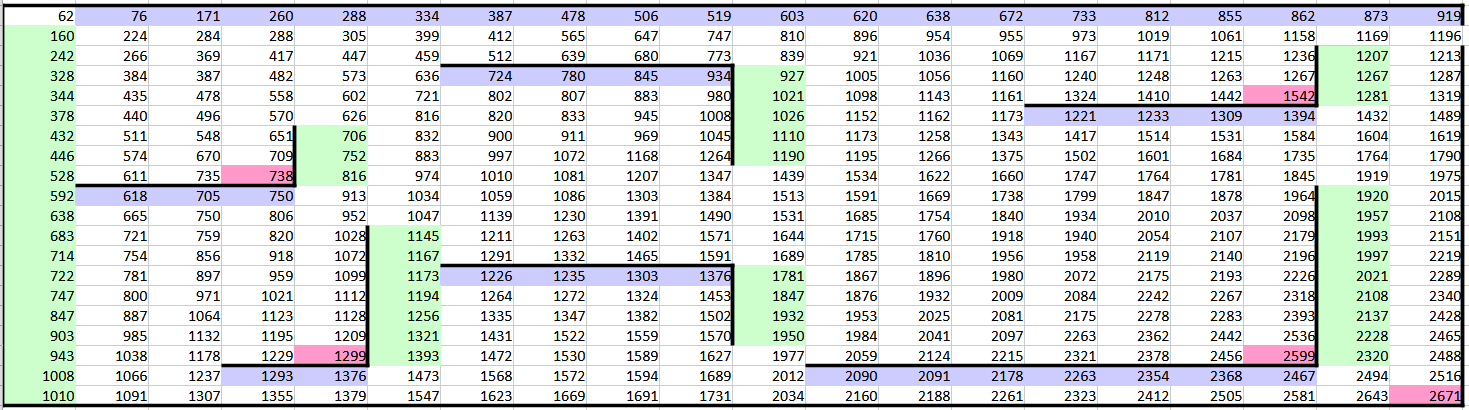 62 76 171 260 288 334 387 478 506 519 603 620 638 672 733 812 855 862 873 919
160 224 284 288 305 399 412 565 647 747 810 896 954 955 973 1019 1061 1158 1169 1196
242 266 369 417 447 459 512 639 680 773 839 921 1036 1069 1167 1171 1215 1236 1207 1213
328 384 387 482 573 636 724 780 845 934 927 1005 1056 1160 1240 1248 1263 1267 1267 1287
344 435 478 558 602 721 802 807 883 980 1021 1098 1143 1161 1324 1410 1442 1542 1281 1319
378 440 496 570 626 816 820 833 945 1008 1026 1152 1162 1173 1221 1233 1309 1394 1432 1489
432 511 548 651 706 832 900 911 969 1045 1110 1173 1258 1343 1417 1514 1531 1584 1604 1619
446 574 670 709 752 883 997 1072 1168 1264 1190 1195 1266 1375 1502 1601 1684 1735 1764 1790
528 611 735 738 816 974 1010 1081 1207 1347 1439 1534 1622 1660 1747 1764 1781 1845 1919 1975
592 618 705 750 913 1034 1059 1086 1303 1384 1513 1591 1669 1738 1799 1847 1878 1964 1920 2015
638 665 750 806 952 1047 1139 1230 1391 1490 1531 1685 1754 1840 1934 2010 2037 2098 1957 2108
683 721 759 820 1028 1145 1211 1263 1402 1571 1644 1715 1760 1918 1940 2054 2107 2179 1993 2151
714 754 856 918 1072 1167 1291 1332 1465 1591 1689 1785 1810 1956 1958 2119 2140 2196 1997 2219
722 781 897 959 1099 1173 1226 1235 1303 1376 1781 1867 1896 1980 2072 2175 2193 2226 2021 2289
747 800 971 1021 1112 1194 1264 1272 1324 1453 1847 1876 1932 2009 2084 2242 2267 2318 2108 2340
847 887 1064 1123 1128 1256 1335 1347 1382 1502 1932 1953 2025 2081 2175 2278 2283 2393 2137 2428
903 985 1132 1195 1209 1321 1431 1522 1559 1570 1950 1984 2041 2097 2263 2362 2442 2536 2228 2465
943 1038 1178 1229 1299 1393 1472 1530 1589 1627 1977 2059 2124 2215 2321 2378 2456 2599 2320 2488
1008 1066 1237 1293 1376 1473 1568 1572 1594 1689 2012 2090 2091 2178 2263 2354 2368 2467 2494 2516
1010 1091 1307 1355 1379 1547 1623 1669 1691 1731 2034 2160 2188 2261 2323 2412 2505 2581 2643 2671